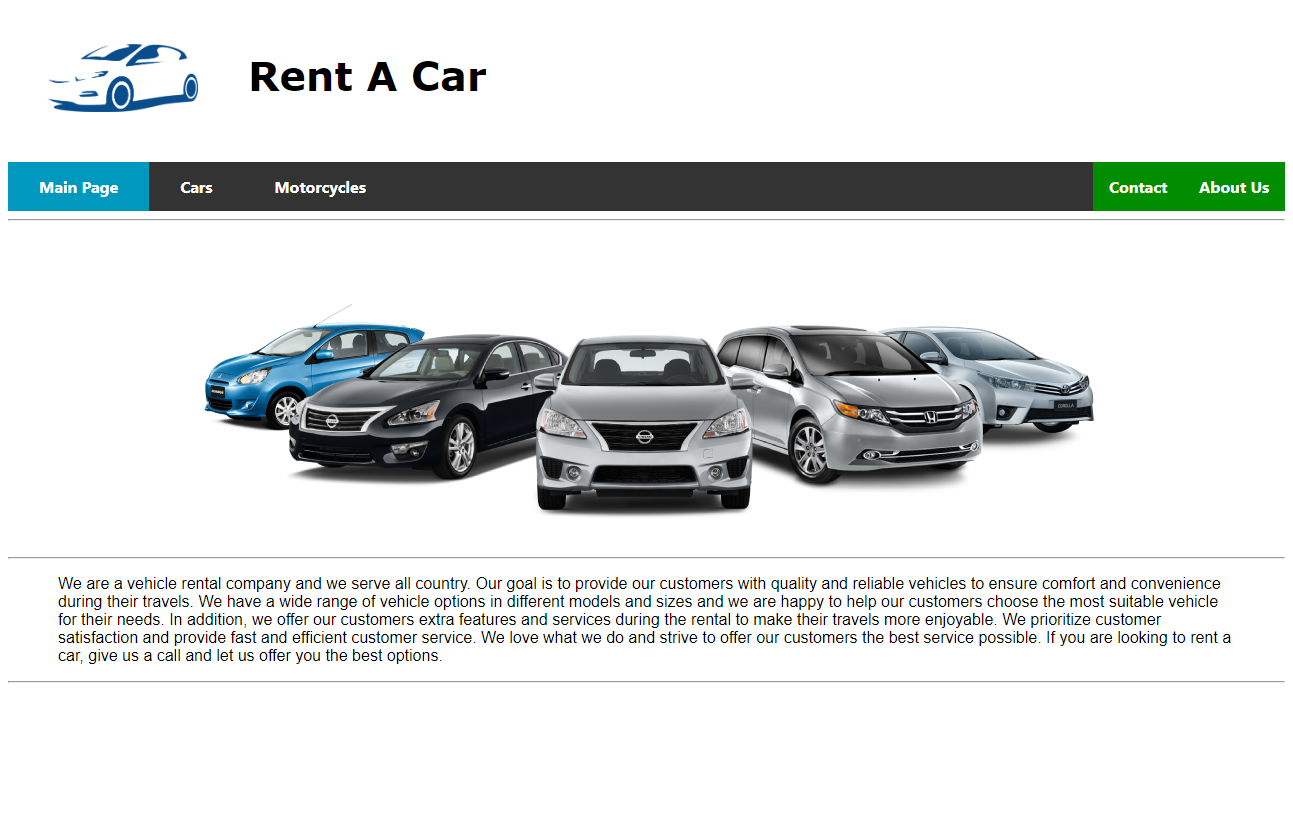 Rent A Car
Main Page Cars Motorcycles Contact About Us
COROLLA
We are a vehicle rental company and we serve all country. Our goal is to provide our customers with quality and reliable vehicles to ensure comfort and convenience
during their travels. We have a wide range of vehicle options in different models and sizes and we are happy to help our customers choose the most suitable vehicle
for their needs. In addition, we offer our customers extra features and services during the rental to make their travels more enjoyable. We prioritize customer
satisfaction and provide fast and efficient customer service. We love what we do and strive to offer our customers the best service possible. If you are looking to rent a
car, give us a call and let us offer you the best options.